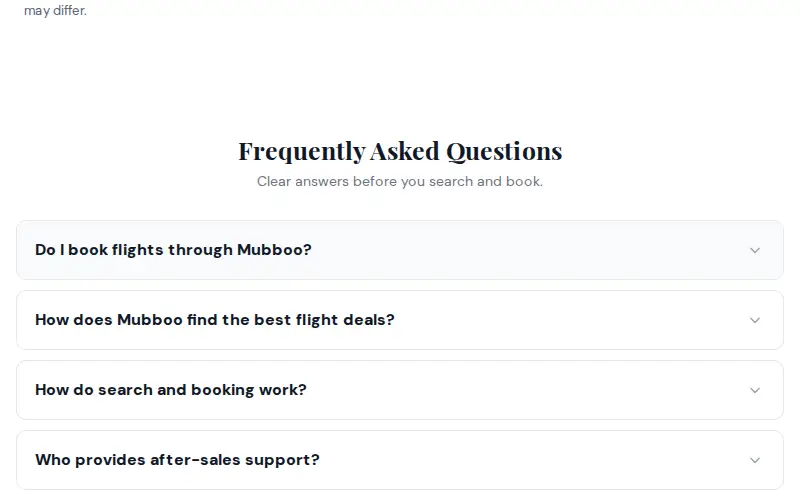 may differ.
Frequently Asked Questions
Clear answers before you search and book.
Do I book flights through Mubboo?
How does Mubboo find the best flight deals?
How do search and booking work?
Who provides after-sales support?